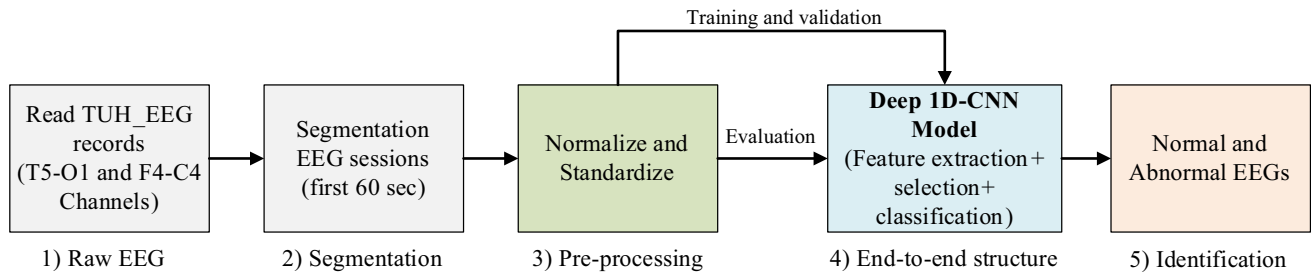 Training and validation
Read TUH_EEG
records
(T5-O1 and F4-C4
Channels)
Segmentation
EEG sessions
(first 60 sec)
Normalize and
Standardize
Evaluation
Deep 1D-CNN
Model
(Feature extraction+
selection+
classification)
Normal and
Abnormal EEGs
1) Raw EEG
2) Segmentation
3) Pre-processing
4) End-to-end structure
5) Identification